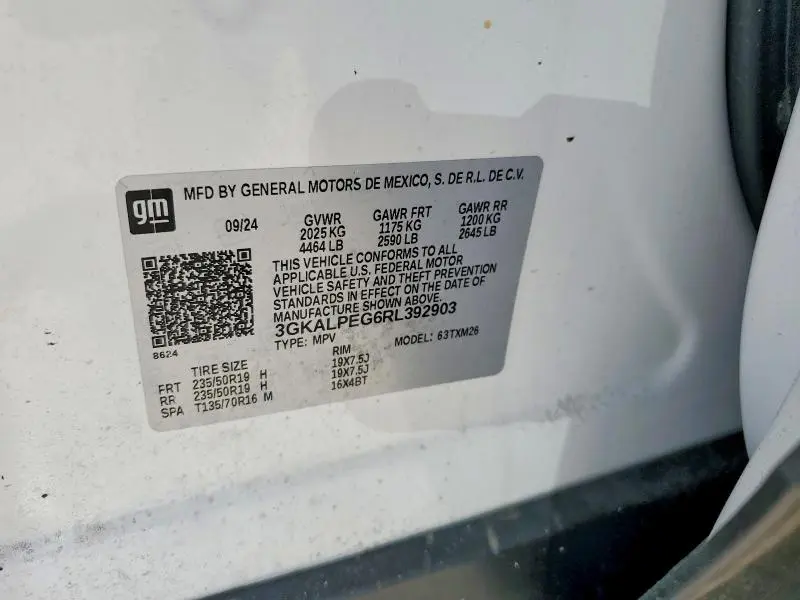 gm
MFD BY GENERAL MOTORS DE MEXICO, S. DE R.L. DE C.V.
09/24 GVWR GAWR FRT GAWR RR
2025 KG 1175 KG 1200 KG
4464 LB 2590 LB 2645 LB
THIS VEHICLE CONFORMS TO ALL
APPLICABLE U.S. FEDERAL MOTOR
VEHICLE SAFETY AND THEFT PREVENTION
STANDARDS IN EFFECT ON THE DATE OF
MANUFACTURE SHOWN ABOVE.
3GKALPEG6RL392903
TYPE: MPV MODEL: 63TXM26
8624
TIRE SIZE RIM
FRT 235/50R19 H 19X7.5J
RR 235/50R19 H 19X7.5J
SPA T135/70R16 M 16X4BT